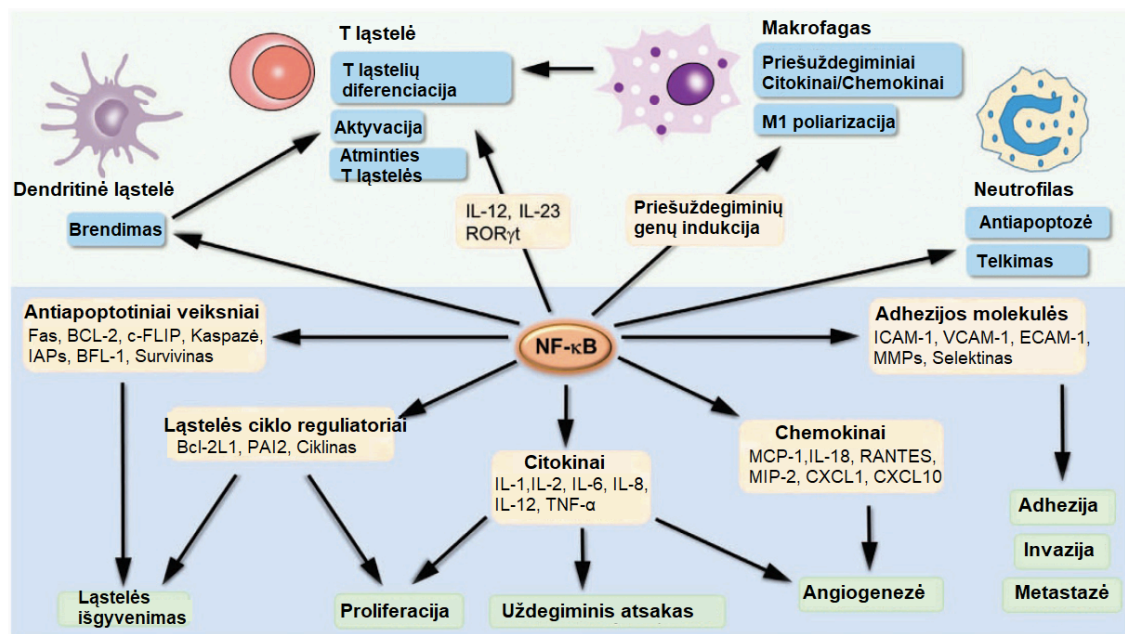 T ląstelė
T ląstelių
diferenciacija
Aktyvacija
Atminties
T ląstelės
Makrofagas
Priešuždegiminiai
Citokinai/Chemokinai
M1 poliarizacija
Dendritinė ląstelė
Brendimas
IL-12, IL-23
RORγt
Priešuždegiminių
genų indukcija
Neutrofilas
Antiapoptozė
Telkimas
Antiapoptotiniai veiksniai
Fas, BCL-2, c-FLIP, Kaspazė,
IAPs, BFL-1, Survivinas
NF-κB
Adhezijos molekulės
ICAM-1, VCAM-1, ECAM-1,
MMPs, Selektinas
Ląstelės ciklo reguliatoriai
Bcl-2L1, PAI2, Ciklinas
Citokinai
IL-1,IL-2, IL-6, IL-8,
IL-12, TNF-α
Chemokinai
MCP-1,IL-18, RANTES,
MIP-2, CXCL1, CXCL10
Adhezija
Invazija
Metastazė
Ląstelės
išgyvenimas
Proliferacija
Uždegiminis atsakas
Angiogenezė